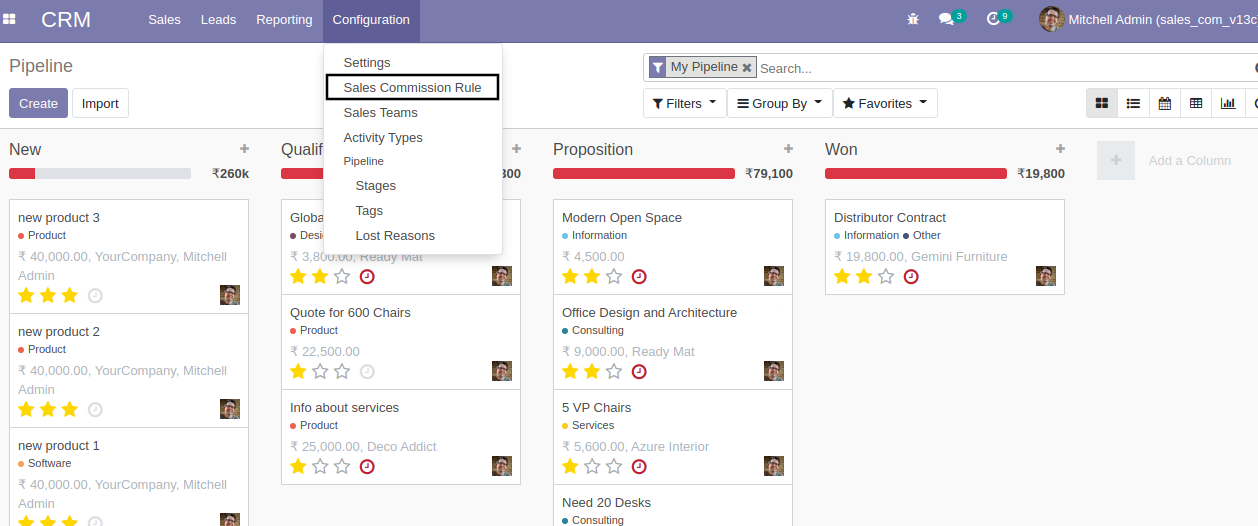 CRM
Sales
Leads
Reporting
Configuration
3
9
Mitchell Admin (sales_com_v13c
Pipeline
My Pipeline
Search...
Create
Import
Filters
Group By
Favorites
Settings
Sales Commission Rule
Sales Teams
Activity Types
Pipeline
Stages
Tags
Lost Reasons
New
₹260k
new product 3
Product
₹ 40,000.00, YourCompany, Mitchell
Admin
new product 2
Product
₹ 40,000.00, YourCompany, Mitchell
Admin
new product 1
Software
₹ 40,000.00, YourCompany, Mitchell
Admin
Qualif
300
Globa
Desi
₹ 3,800.00, Ready Mat
Quote for 600 Chairs
Product
₹ 22,500.00
Info about services
Product
₹ 25,000.00, Deco Addict
Proposition
₹79,100
Modern Open Space
Information
₹ 4,500.00
Office Design and Architecture
Consulting
₹ 9,000.00, Ready Mat
5 VP Chairs
Services
₹ 5,600.00, Azure Interior
Need 20 Desks
Consulting
Won
₹19,800
Distributor Contract
Information Other
₹ 19,800.00, Gemini Furniture
Add a Column